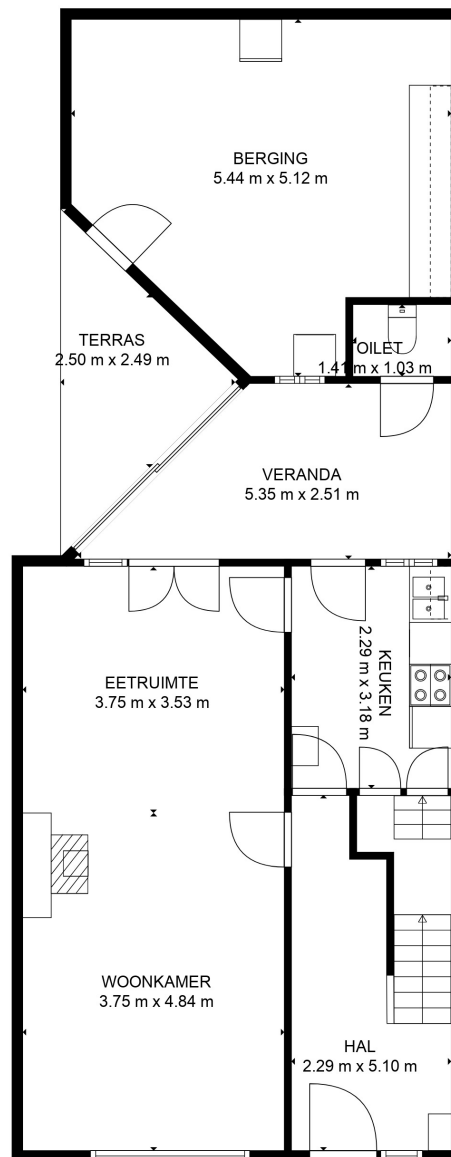 BERGING
5.44 m x 5.12 m
TERRAS
2.50 m x 2.49 m
OILET
1.41 m x 1.03 m
VERANDA
5.35 m x 2.51 m
EETRUIMTE
3.75 m x 3.53 m
KEUKEN
2.29 m x 3.18 m
WOONKAMER
3.75 m x 4.84 m
HAL
2.29 m x 5.10 m